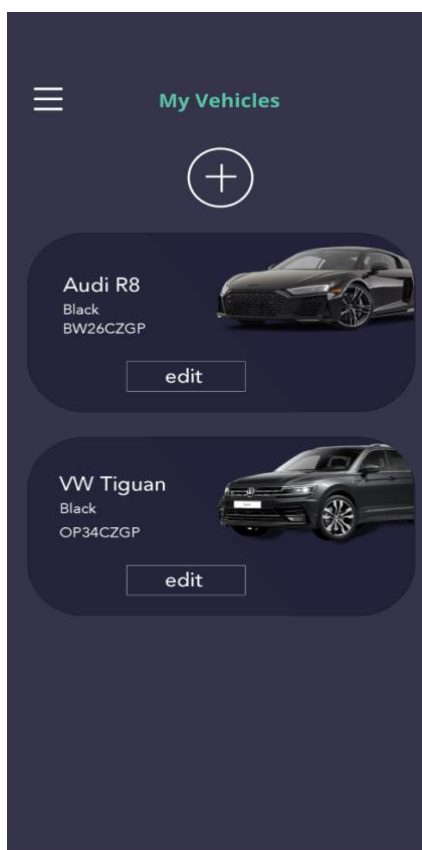 My Vehicles
Audi R8
Black
BW26CZGP
edit
VW Tiguan
Black
OP34CZGP
edit